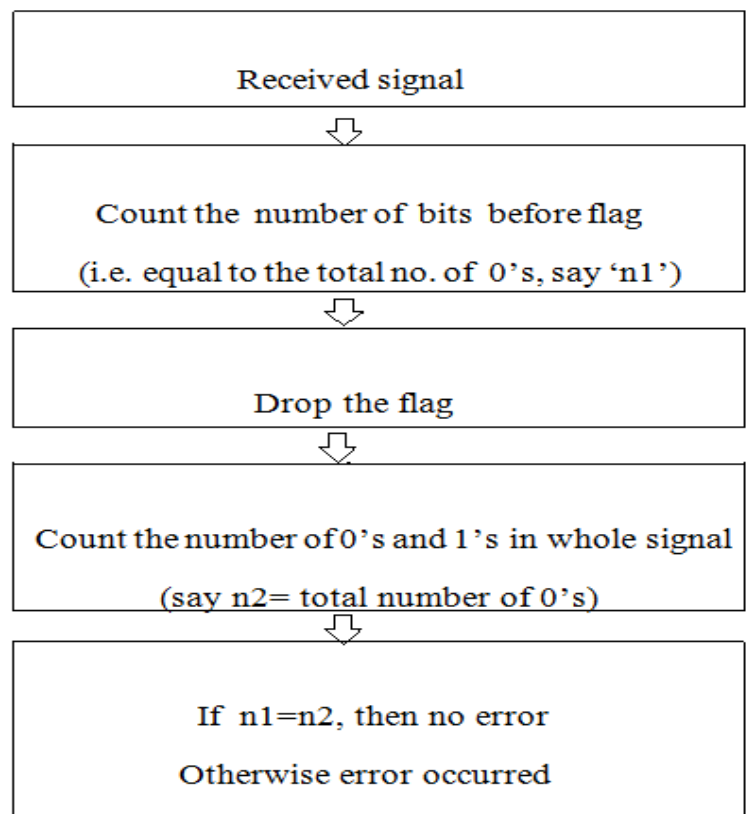 Received signal
Count the number of bits before flag
(i.e. equal to the total no. of 0’s, say ‘n1’)
Drop the flag
Count the number of 0’s and 1’s in whole signal
(say n2= total number of 0’s)
If n1=n2, then no error
Otherwise error occurred